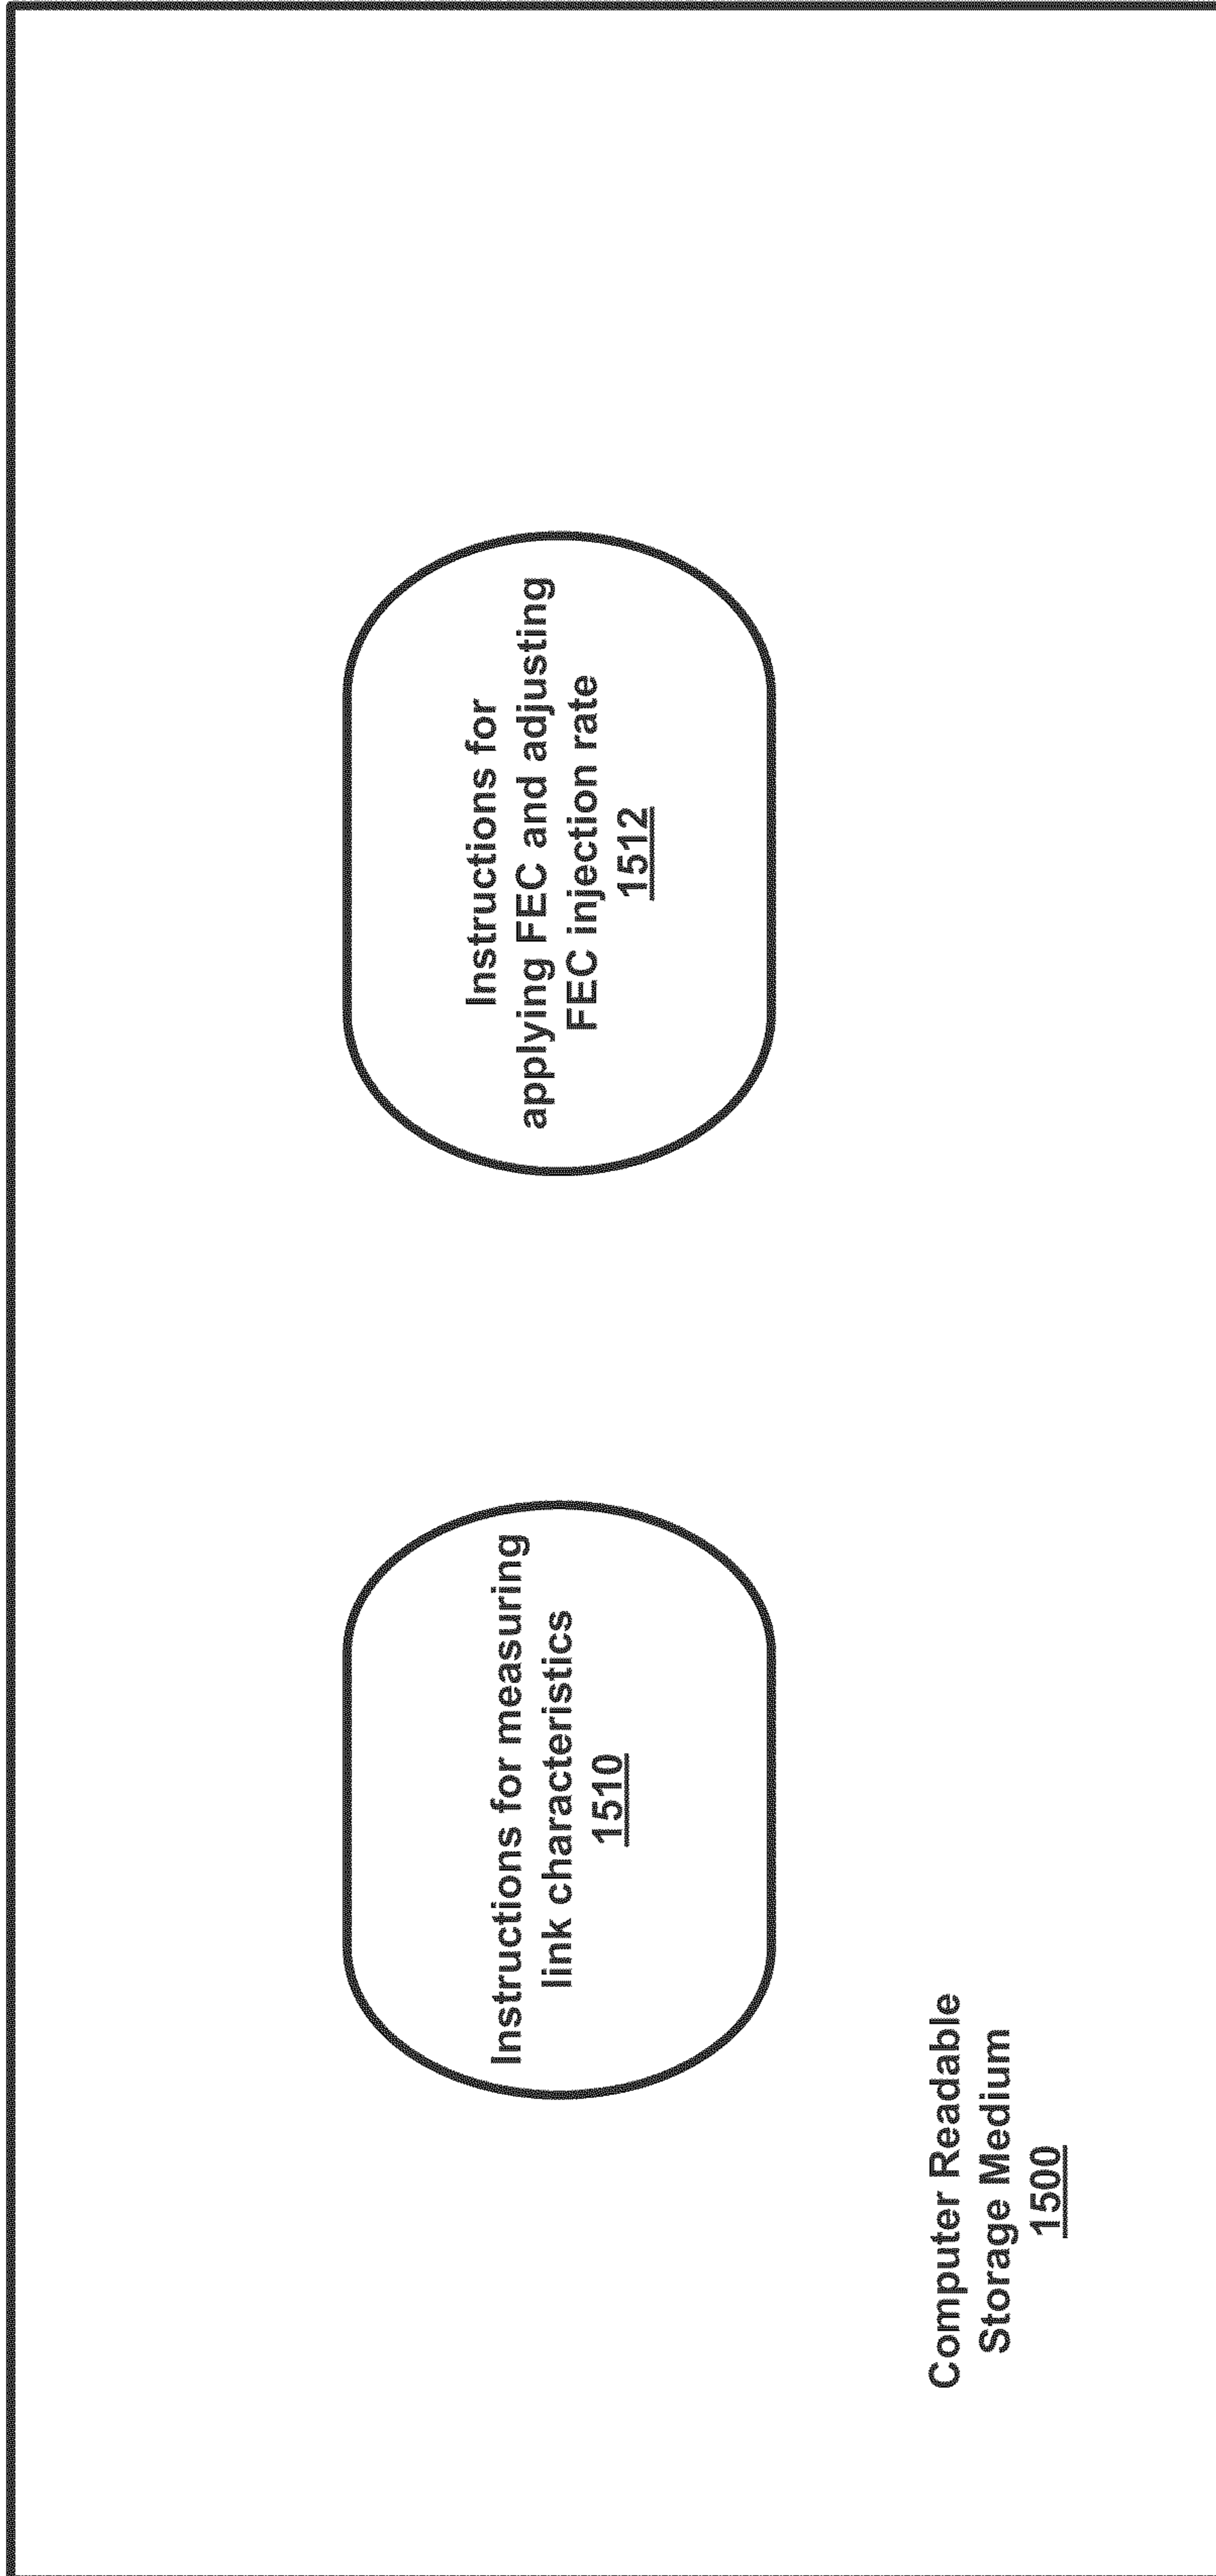 Instructions for measuring
link characteristics
1510
Instructions for
applying FEC and adjusting
FEC injection rate
1512
Computer Readable
Storage Medium
1500